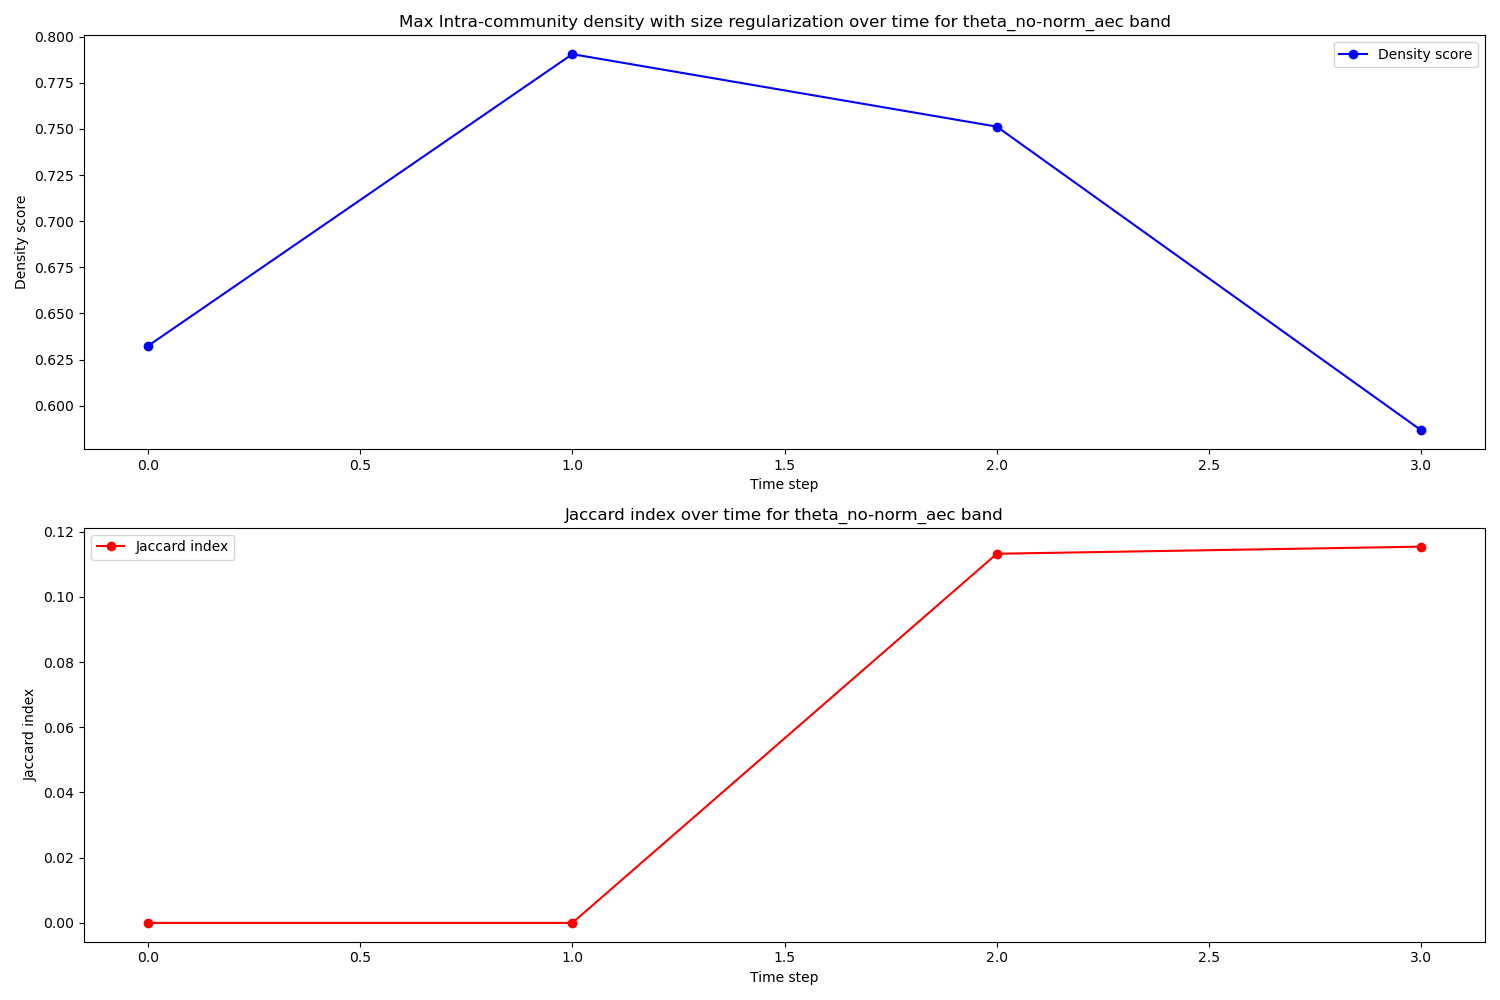 Max Intra-community density with size regularization over time for theta_no-norm_aec band
Density score
0.800
0.775
0.750
0.725
0.700
0.675
0.650
0.625
0.600
Density score
0.0 0.5 1.0 1.5 2.0 2.5 3.0
Time step
Jaccard index over time for theta_no-norm_aec band
Jaccard index
0.12
0.10
0.08
0.06
0.04
0.02
0.00
Jaccard index
0.0 0.5 1.0 1.5 2.0 2.5 3.0
Time step